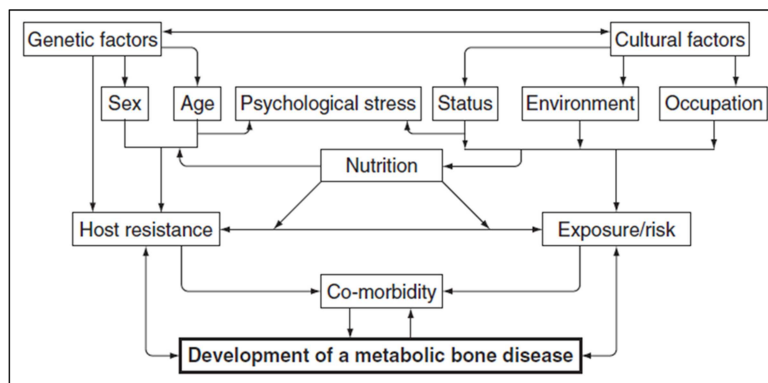 Genetic factors
Cultural factors
Sex
Age
Psychological stress
Status
Environment
Occupation
Nutrition
Host resistance
Exposure/risk
Co-morbidity
Development of a metabolic bone disease